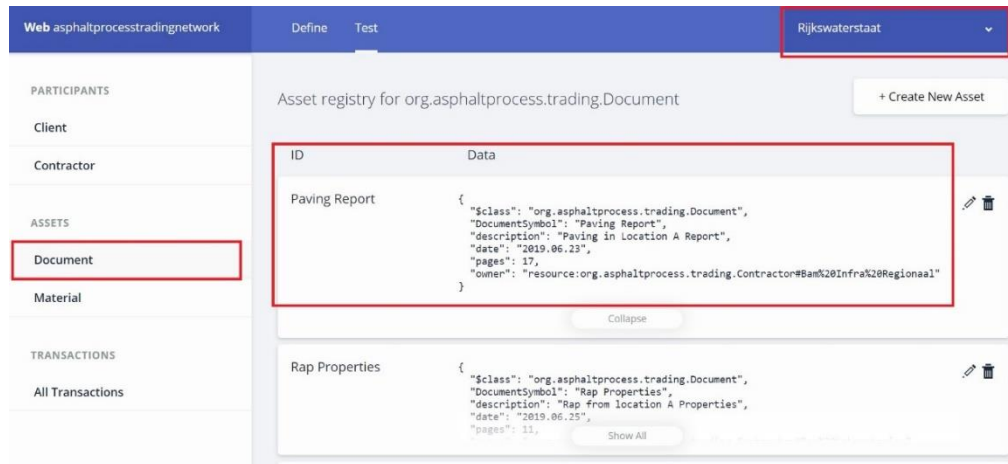 Web asphaltprocesstradingnetwork
Define Test
Rijkswaterstaat
PARTICIPANTS
Client
Contractor
ASSETS
Document
Material
TRANSACTIONS
All Transactions
Asset registry for org.asphaltprocess.trading.Document
+ Create New Asset
ID Data
Paving Report
{
"$class": "org.asphaltprocess.trading.Document",
"DocumentSymbol": "Paving Report",
"description": "Paving in Location A Report",
"date": "2019.06.23",
"pages": 17,
"owner": "resource:org.asphaltprocess.trading.Contractor#Bam%20Infra%20Regionaal"
}
Collapse
Rap Properties
{
"$class": "org.asphaltprocess.trading.Document",
"DocumentSymbol": "Rap Properties",
"description": "Rap from location A Properties",
"date": "2019.06.25",
"pages": 11,
Show All